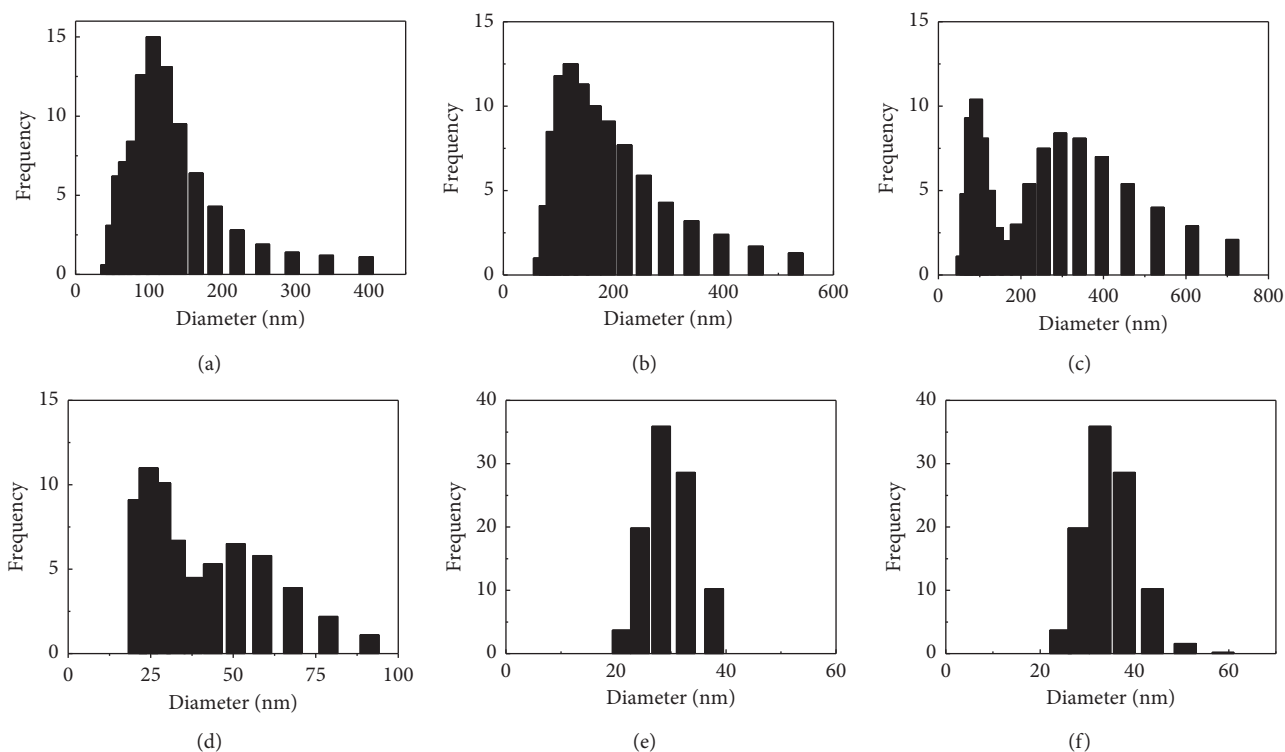 15
10
5
0
Frequency
0 100 200 300 400
Diameter (nm)
(a)
15
10
5
0
Frequency
0 200 400 600
Diameter (nm)
(b)
15
10
5
0
Frequency
0 200 400 600 800
Diameter (nm)
(c)
15
10
5
0
Frequency
0 25 50 75 100
Diameter (nm)
(d)
40
30
20
10
0
Frequency
0 20 40 60
Diameter (nm)
(e)
40
30
20
10
0
Frequency
0 20 40 60
Diameter (nm)
(f)